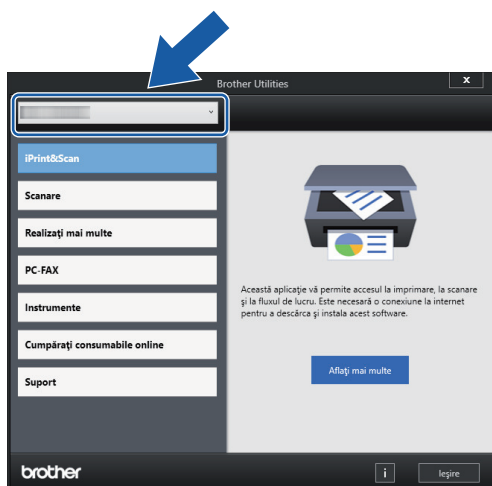 Brother Utilities
x
iPrint&Scan
Scanare
Realizaţi mai multe
PC-FAX
Instrumente
Cumpăraţi consumabile online
Suport
Această aplicaţie vă permite accesul la imprimare, la scanare
şi la fluxul de lucru. Este necesară o conexiune la internet
pentru a descărca şi instala acest software.
Aflaţi mai multe
brother
i
Ieşire